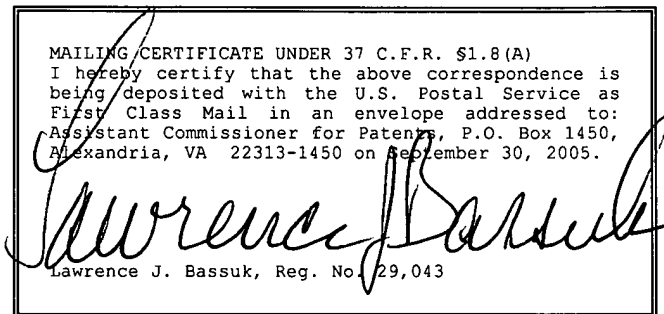 MAILING CERTIFICATE UNDER 37 C.F.R. §1.8(A)
I hereby certify that the above correspondence is
being deposited with the U.S. Postal Service as
First Class Mail in an envelope addressed to:
Assistant Commissioner for Patents, P.O. Box 1450,
Alexandria, VA 22313-1450 on September 30, 2005.
Lawrence J Bassuk
Lawrence J. Bassuk, Reg. No. 29,043